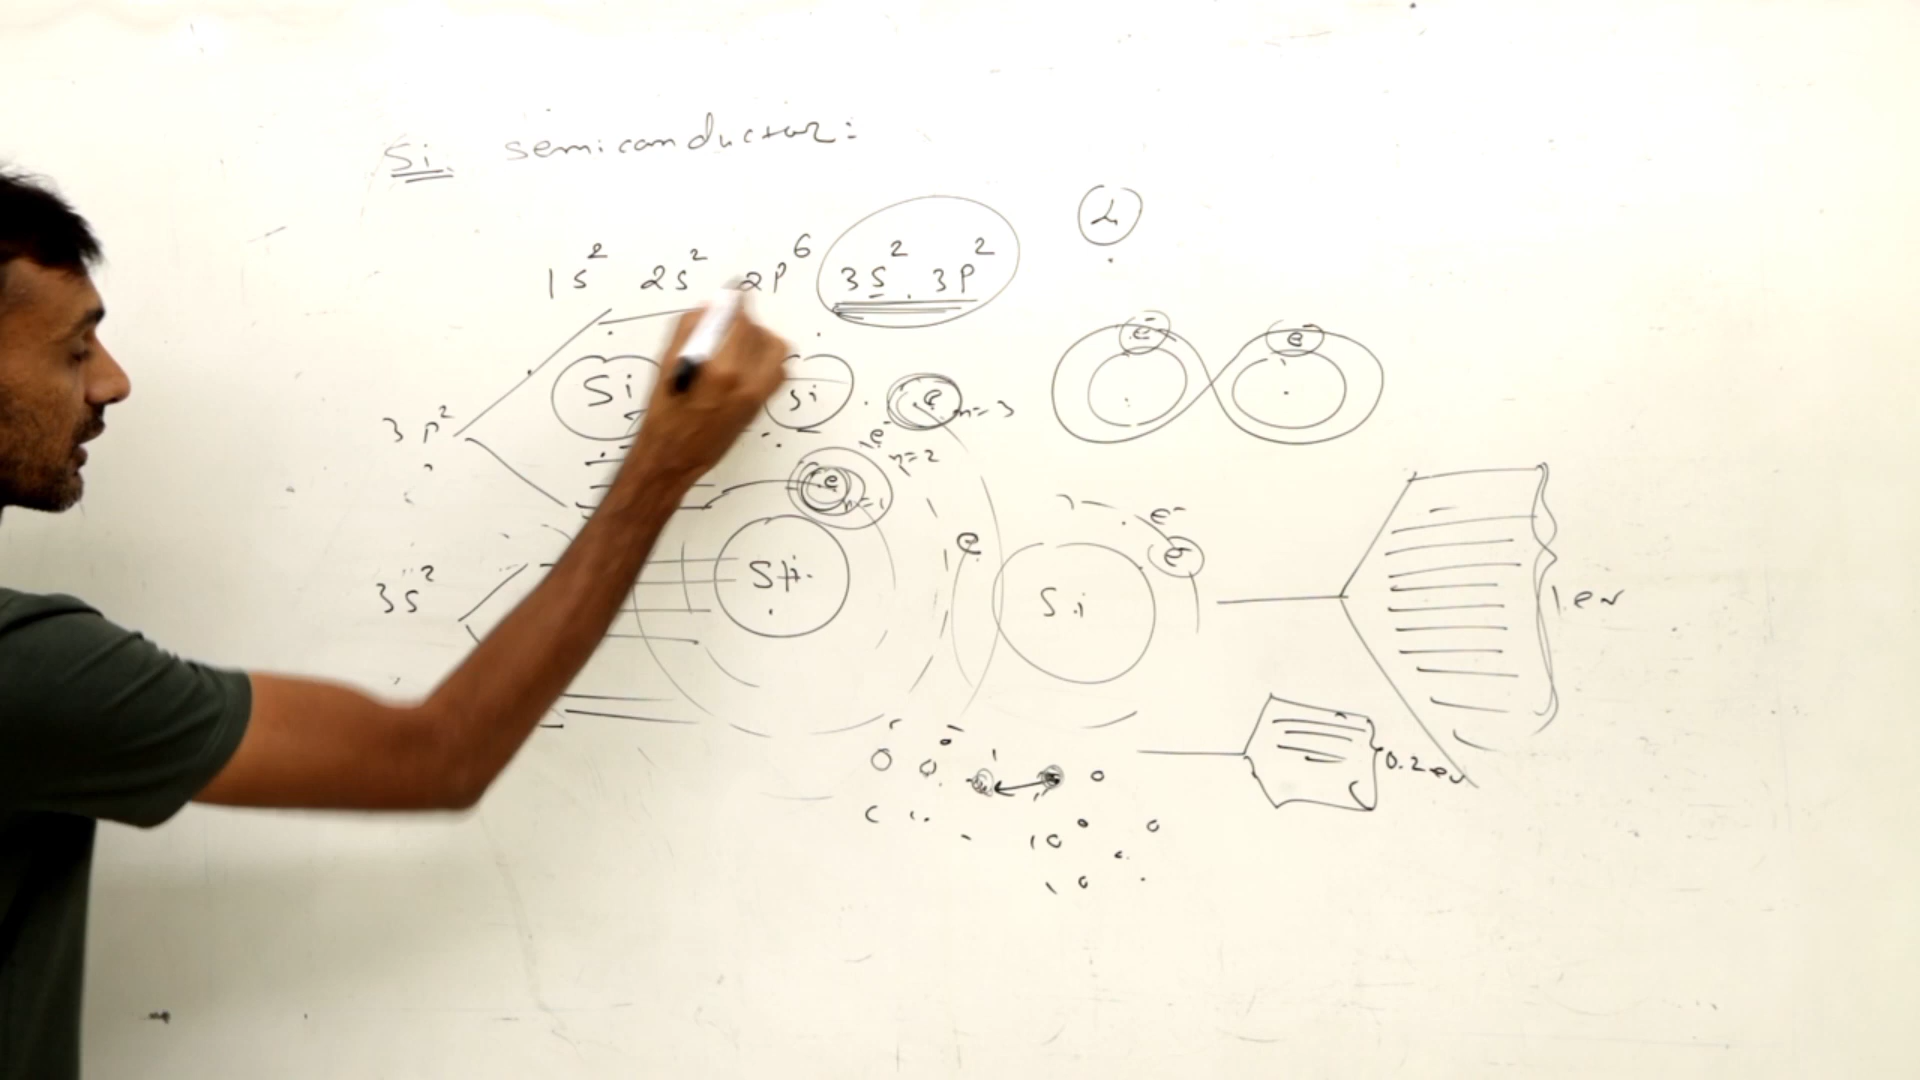 Si semiconductor:
1s² 2s² 2p⁶ 3s² 3p²
e⁻ e⁻
Si Si e n=3
3p²
e⁻ n=2
e n=1
e⁻
e e⁻
3s² Si Si 1 ev
0.2 ev